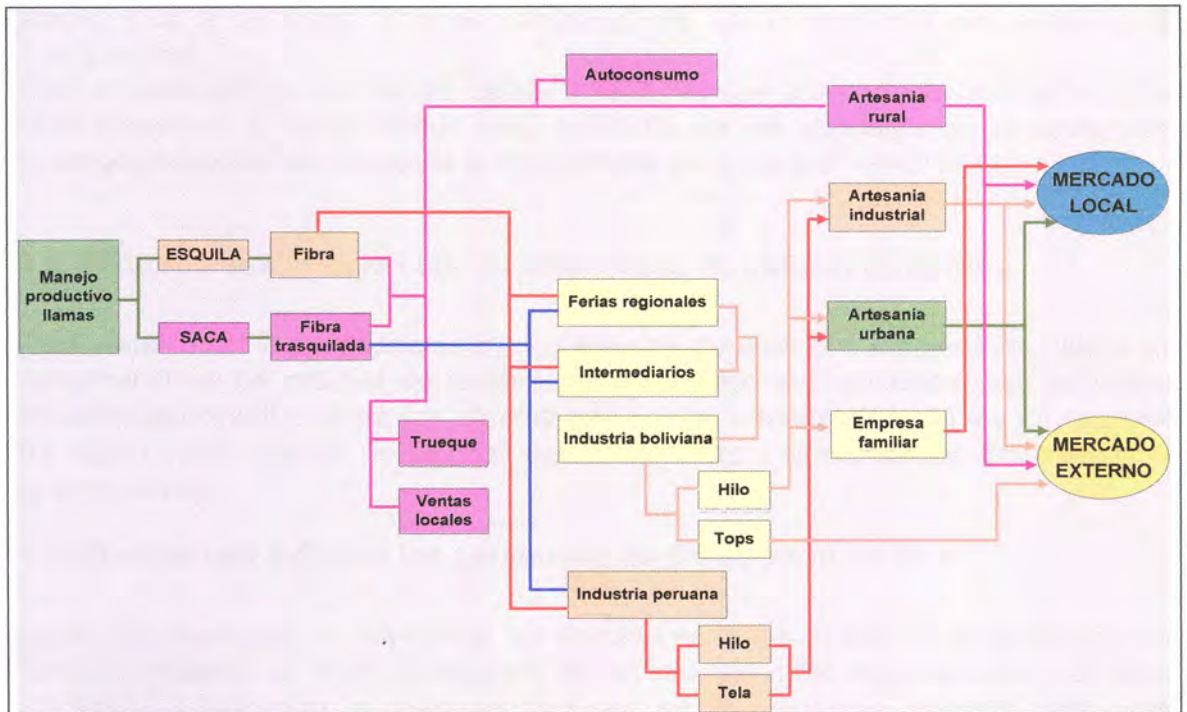 Autoconsumo
Artesania
rural
MERCADO
LOCAL
Artesania
industrial
ESQUILA
Fibra
Manejo
productivo
llamas
Ferias regionales
SACA
Fibra
trasquilada
Artesania
urbana
Intermediarios
Trueque
Industria boliviana
Empresa
familiar
MERCADO
EXTERNO
Ventas
locales
Hilo
Tops
Industria peruana
Hilo
Tela